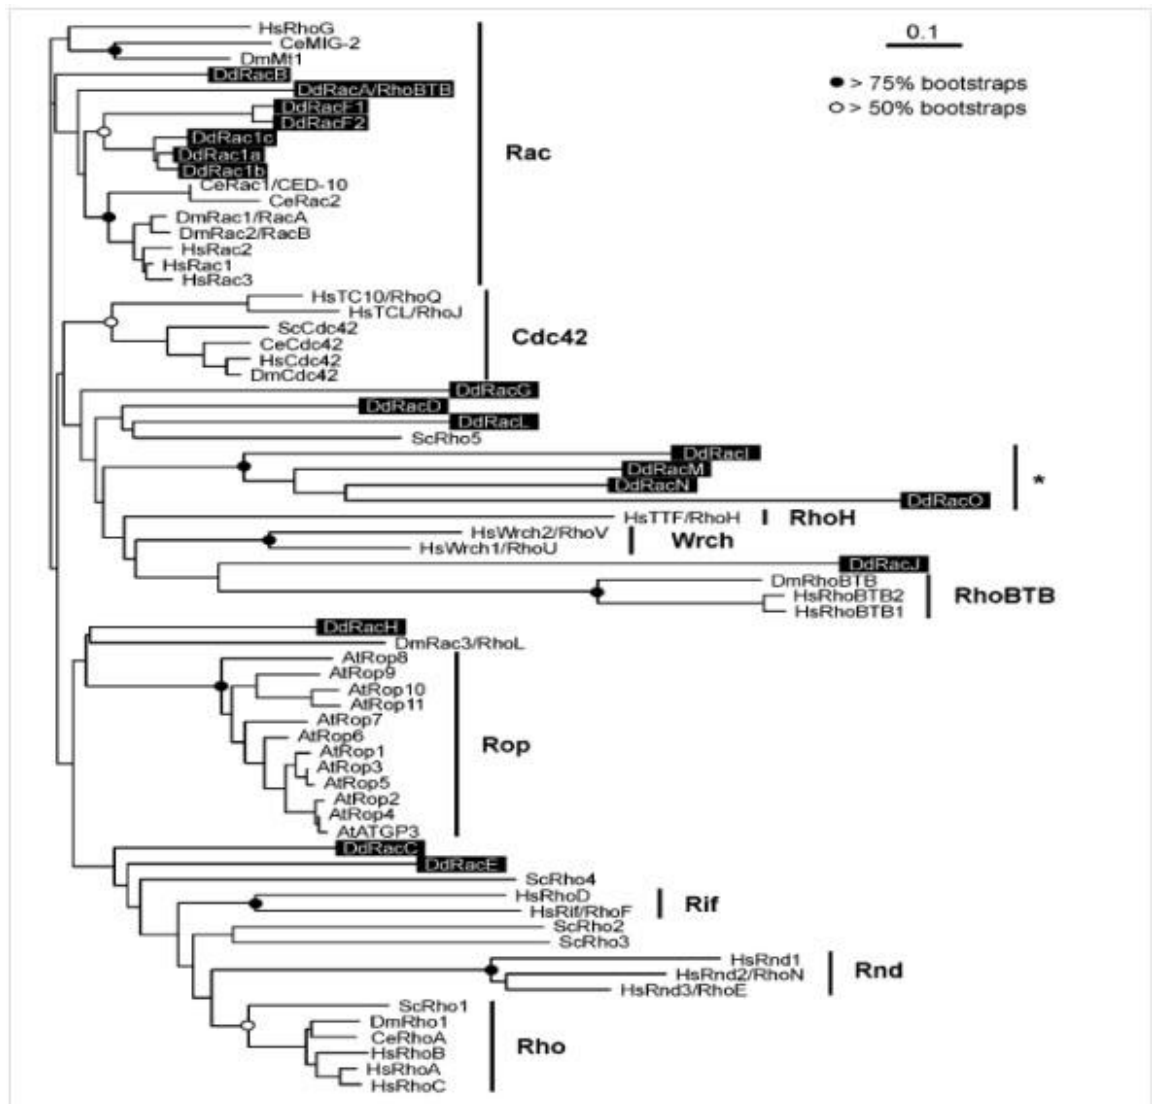 HsRhoG
CeMIG-2
DmMt1
DdRacB
DdRacA/RhoBTB
DdRacF1
DdRacF2
DdRac1c
DdRac1a
DdRac1b
CeRac1/CED-10
CeRac2
DmRac1/RacA
DmRac2/RacB
HsRac2
HsRac1
HsRac3
Rac
0.1
> 75% bootstraps
> 50% bootstraps
HsTC10/RhoQ
HsTCL/RhoJ
ScCdc42
CeCdc42
HsCdc42
DmCdc42
Cdc42
DdRacG
DdRacD
DdRacL
ScRho5
DdRacI
DdRacM
DdRacN
DdRacO
*
HsTTF/RhoH
RhoH
HsWrch2/RhoV
HsWrch1/RhoU
Wrch
DdRacJ
DmRhoBTB
HsRhoBTB2
HsRhoBTB1
RhoBTB
DdRacH
DmRac3/RhoL
AtRop8
AtRop9
AtRop10
AtRop11
AtRop7
AtRop6
AtRop1
AtRop3
AtRop5
AtRop2
AtRop4
AtATGP3
Rop
DdRacC
DdRacE
ScRho4
HsRhoD
HsRif/RhoF
Rif
ScRho2
ScRho3
HsRnd1
HsRnd2/RhoN
HsRnd3/RhoE
Rnd
ScRho1
DmRho1
CeRhoA
HsRhoB
HsRhoA
HsRhoC
Rho